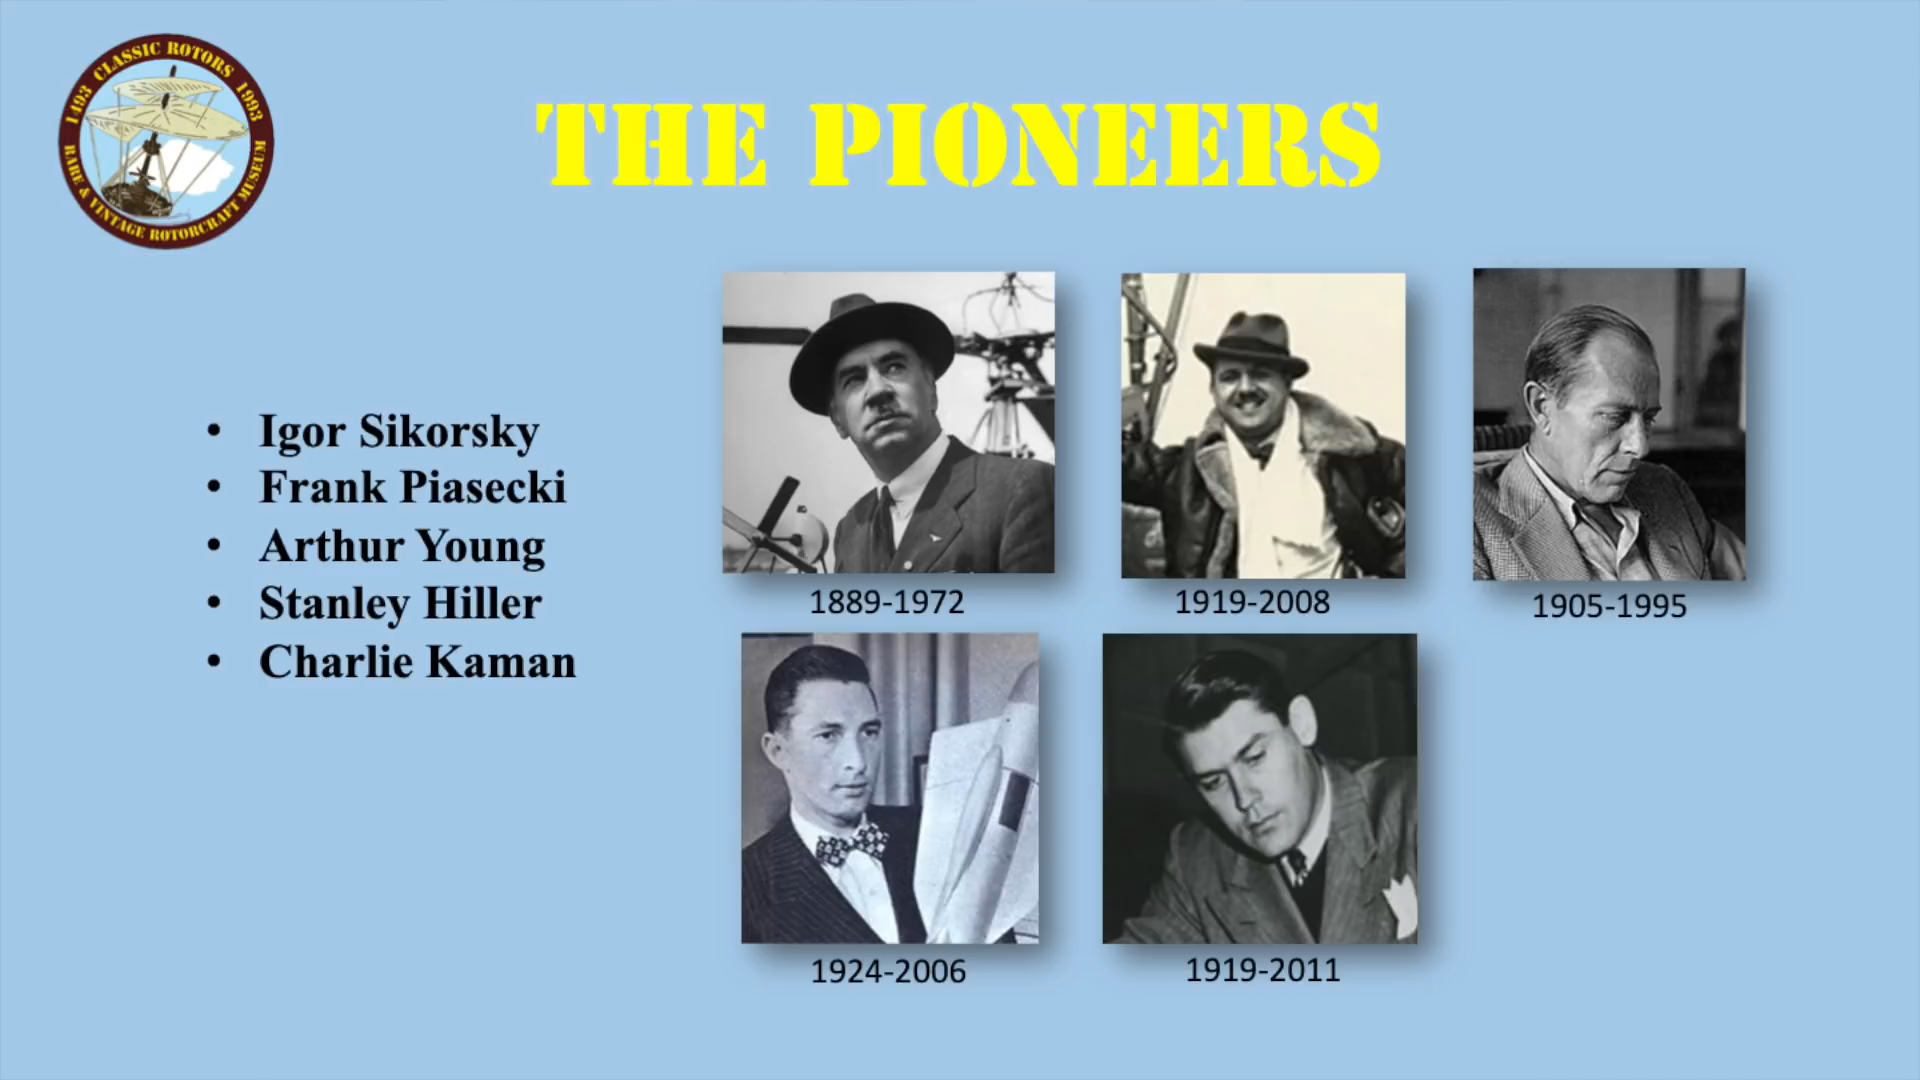 1493 CLASSIC ROTORS 1993
RARE & VINTAGE ROTORCRAFT MUSEUM
THE PIONEERS
• Igor Sikorsky
• Frank Piasecki
• Arthur Young
• Stanley Hiller
• Charlie Kaman
1889-1972
1919-2008
1905-1995
1924-2006
1919-2011